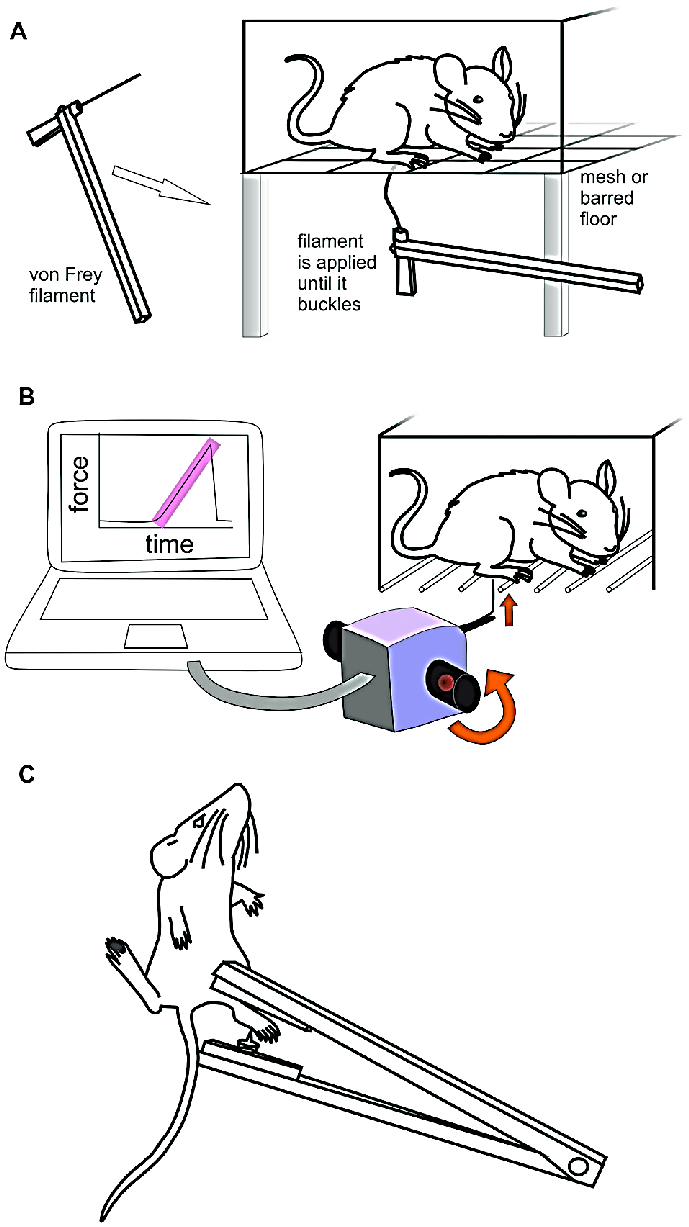 A
von Frey
filament
filament
is applied
until it
buckles
mesh or
barred
floor
B
force
time
C